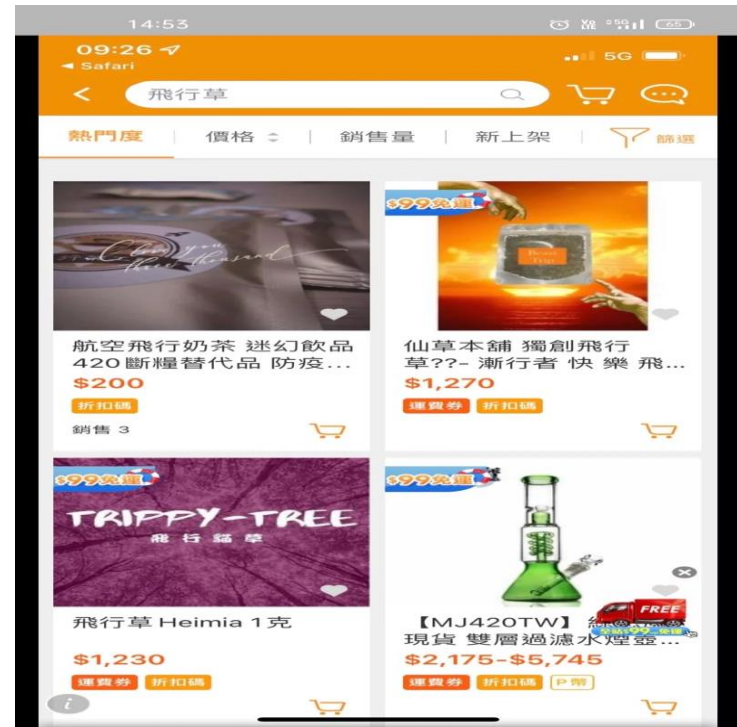 14:53
65
09:26
5G
Safari
飛行草
熱門度
價格
銷售量
新上架
篩選
I love you
three thousand
$99免運
航空飛行奶茶 迷幻飲品
420斷糧替代品 防疫...
$200
折扣碼
銷售 3
仙草本舖 獨創飛行
草??- 漸行者 快 樂 飛...
$1,270
運費券
折扣碼
$99免運
TRIPPY-TREE
飛行貓草
飛行草 Heimia 1克
$1,230
運費券
折扣碼
$99免運
【MJ420TW】
現貨 雙層過濾水煙壺...
FREE
$2,175-$5,745
運費券
折扣碼
P幣